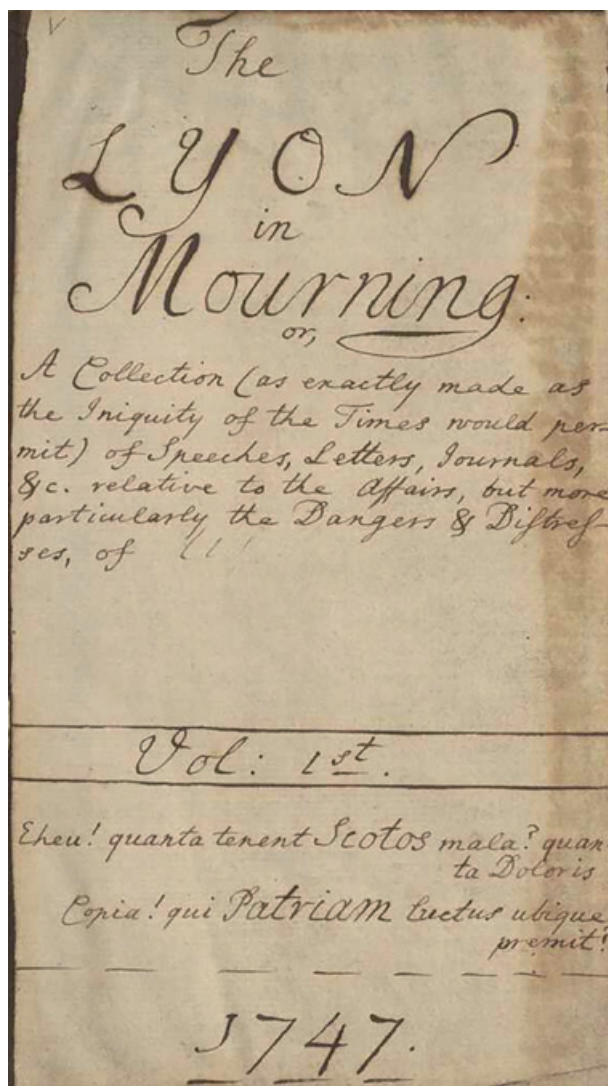 The
LYON
in
Mourning:
or,
A Collection (as exactly made as
the Iniquity of the Times would per-
mit) of Speeches, Letters, Journals,
&c. relative to the Affairs, but more
particularly the Dangers & Distres-
ses, of
Vol: 1st.
Eheu! quanta tenent Scotos mala? quan-
ta Doloris
Copia! qui Patriam luctus ubique
premit!
1747.